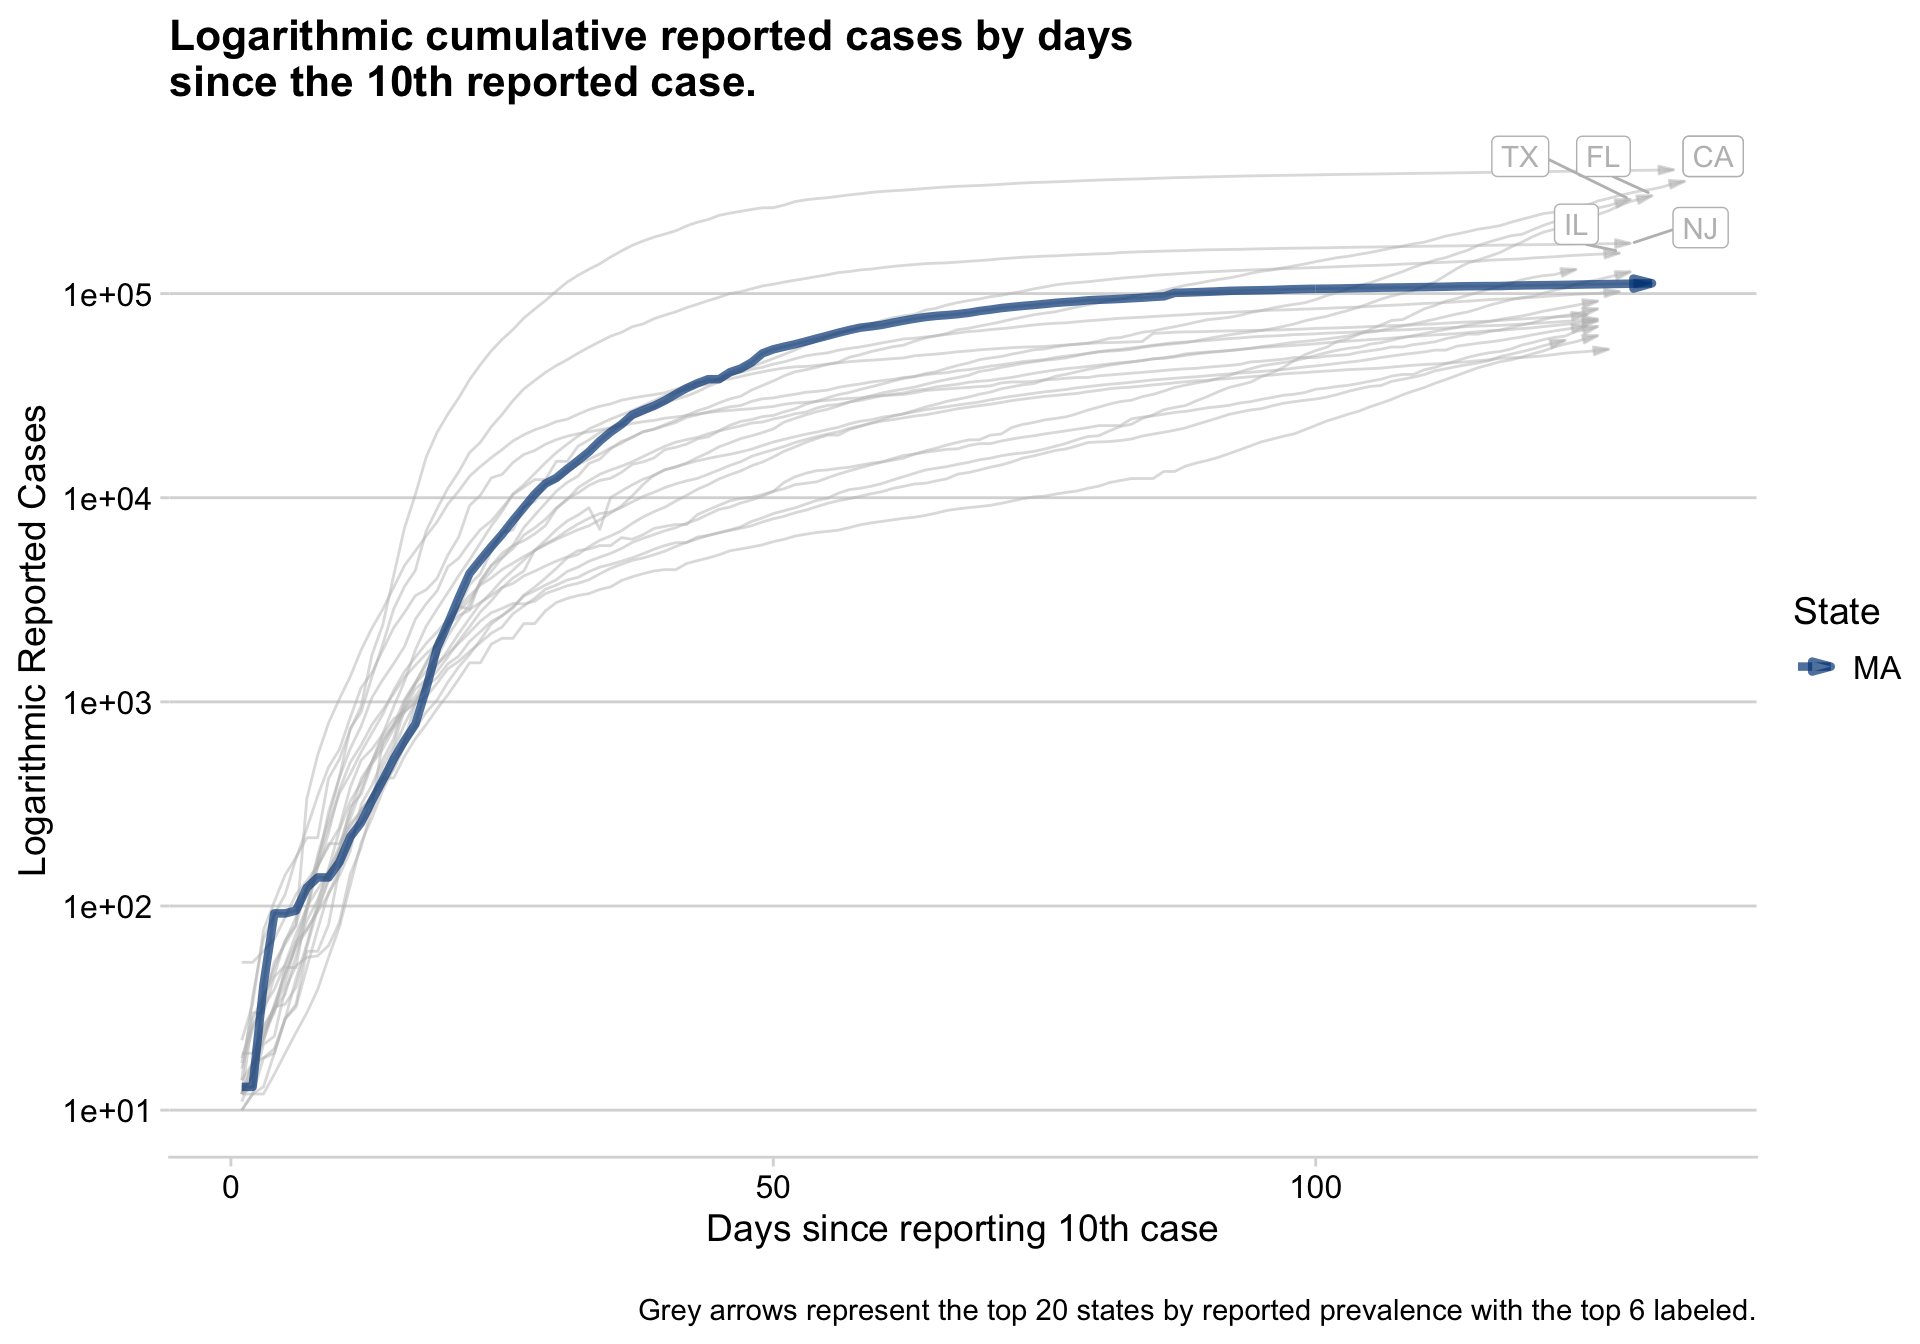 Logarithmic cumulative reported cases by days
since the 10th reported case.
TX
FL
CA
IL
NJ
1e+05
1e+04
1e+03
1e+02
1e+01
Logarithmic Reported Cases
State
MA
0
50
100
Days since reporting 10th case
Grey arrows represent the top 20 states by reported prevalence with the top 6 labeled.